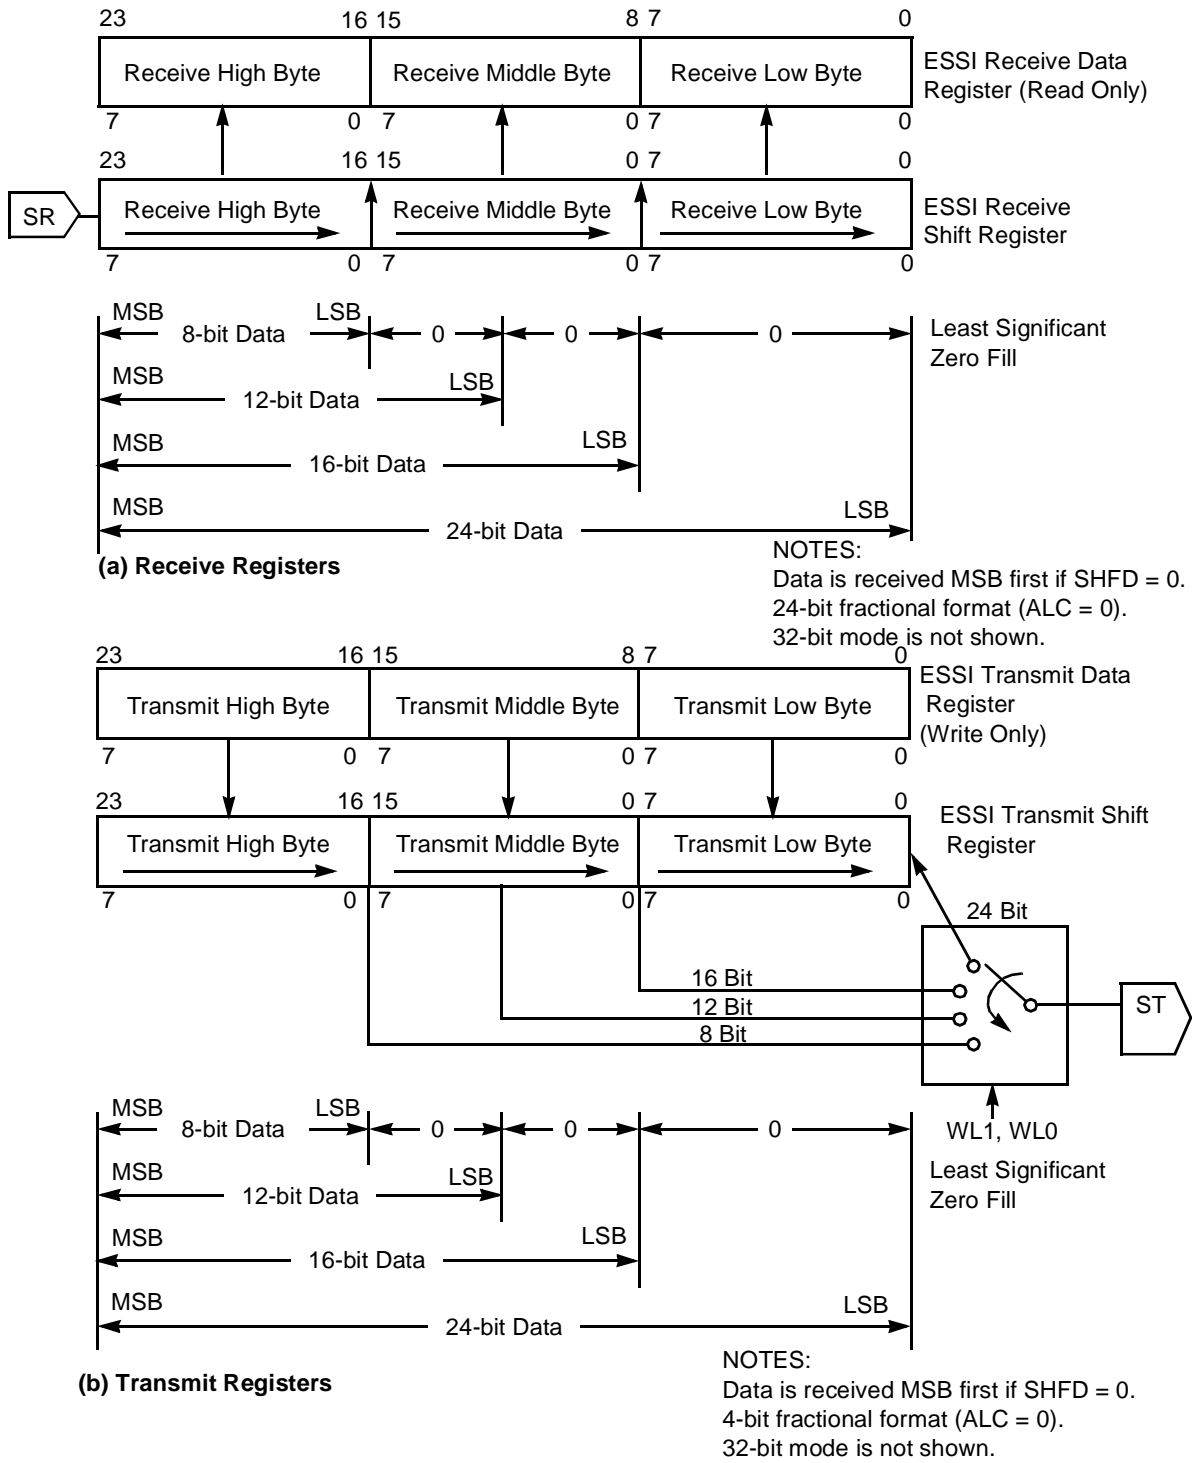 23 16 15 8 7 0
Receive High Byte Receive Middle Byte Receive Low Byte
ESSI Receive Data
Register (Read Only)
7 0 7 0 7 0
23 16 15 0 7 0
SR
Receive High Byte Receive Middle Byte Receive Low Byte
ESSI Receive
Shift Register
7 0 7 0 7 0
MSB LSB
8-bit Data 0 0 0
Least Significant
Zero Fill
MSB LSB
12-bit Data
MSB LSB
16-bit Data
MSB LSB
24-bit Data
(a) Receive Registers
NOTES:
Data is received MSB first if SHFD = 0.
24-bit fractional format (ALC = 0).
32-bit mode is not shown.
23 16 15 8 7 0
Transmit High Byte Transmit Middle Byte Transmit Low Byte
ESSI Transmit Data
Register
(Write Only)
7 0 7 0 7 0
23 16 15 0 7 0
Transmit High Byte Transmit Middle Byte Transmit Low Byte
ESSI Transmit Shift
Register
7 0 7 0 7 0
24 Bit
16 Bit
12 Bit
8 Bit
ST
WL1, WL0
MSB LSB
8-bit Data 0 0 0
Least Significant
Zero Fill
MSB LSB
12-bit Data
MSB LSB
16-bit Data
MSB LSB
24-bit Data
(b) Transmit Registers
NOTES:
Data is received MSB first if SHFD = 0.
4-bit fractional format (ALC = 0).
32-bit mode is not shown.